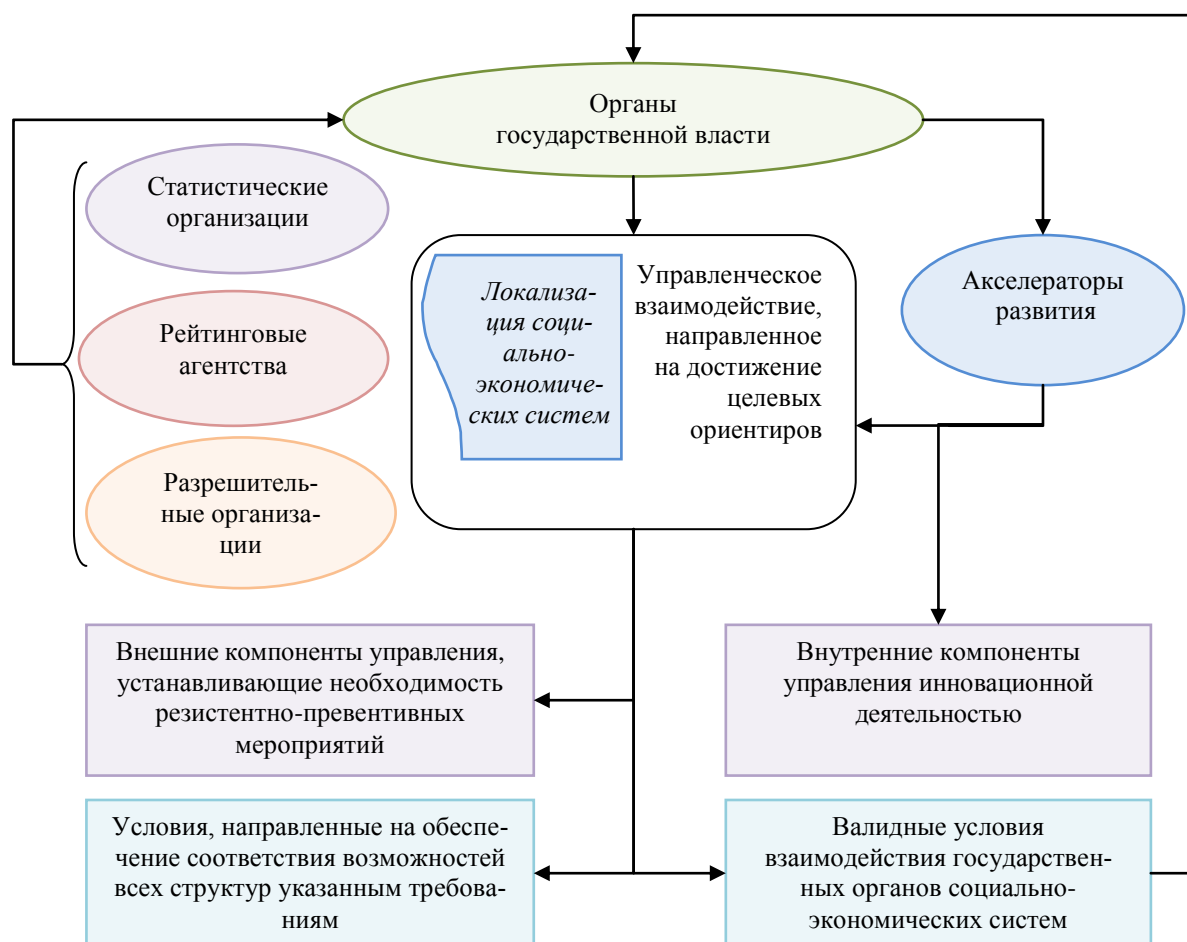 Органы
государственной власти
Статистические
организации
Рейтинговые
агентства
Разрешитель-
ные организа-
ции
Локализа-
ция соци-
ально-
экономиче-
ских систем
Управленческое
взаимодействие,
направленное
на достижение
целевых
ориентиров
Акселераторы
развития
Внешние компоненты управления,
устанавливающие необходимость
резистентно-превентивных
мероприятий
Внутренние компоненты
управления инновационной
деятельностью
Условия, направленные на обеспе-
чение соответствия возможностей
всех структур указанным требова-
ниям
Валидные условия
взаимодействия государствен-
ных органов социально-
экономических систем